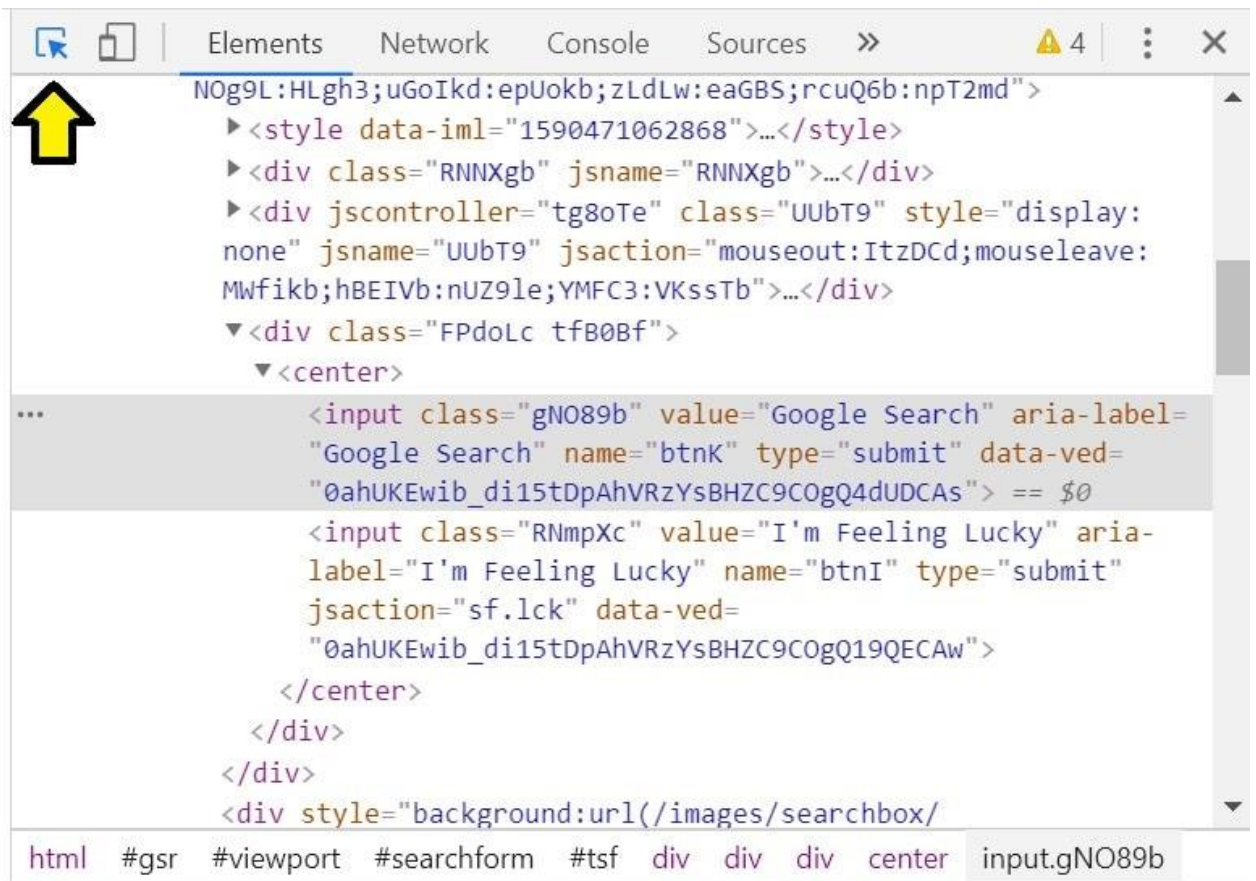 Elements Network Console Sources » 4
NOg9L:HLgh3;uGoIkd:epUokb;zLdLw:eaGBS;rcuQ6b:npT2md">
<style data-iml="1590471062868">…</style>
<div class="RNNXgb" jsname="RNNXgb">…</div>
<div jscontroller="tg8oTe" class="UUbT9" style="display:
none" jsname="UUbT9" jsaction="mouseout:ItzDCd;mouseleave:
MWfikb;hBEIVb:nUZ9le;YMFC3:VKssTb">…</div>
<div class="FPdoLc tfB0Bf">
<center>
<input class="gNO89b" value="Google Search" aria-label=
"Google Search" name="btnK" type="submit" data-ved=
"0ahUKEwib_di15tDpAhVRzYsBHZC9COgQ4dUDCAs"> == $0
<input class="RNmpXc" value="I'm Feeling Lucky" aria-
label="I'm Feeling Lucky" name="btnI" type="submit"
jsaction="sf.lck" data-ved=
"0ahUKEwib_di15tDpAhVRzYsBHZC9COgQ19QECAw">
</center>
</div>
</div>
<div style="background:url(/images/searchbox/
html #gsr #viewport #searchform #tsf div div div center input.gNO89b